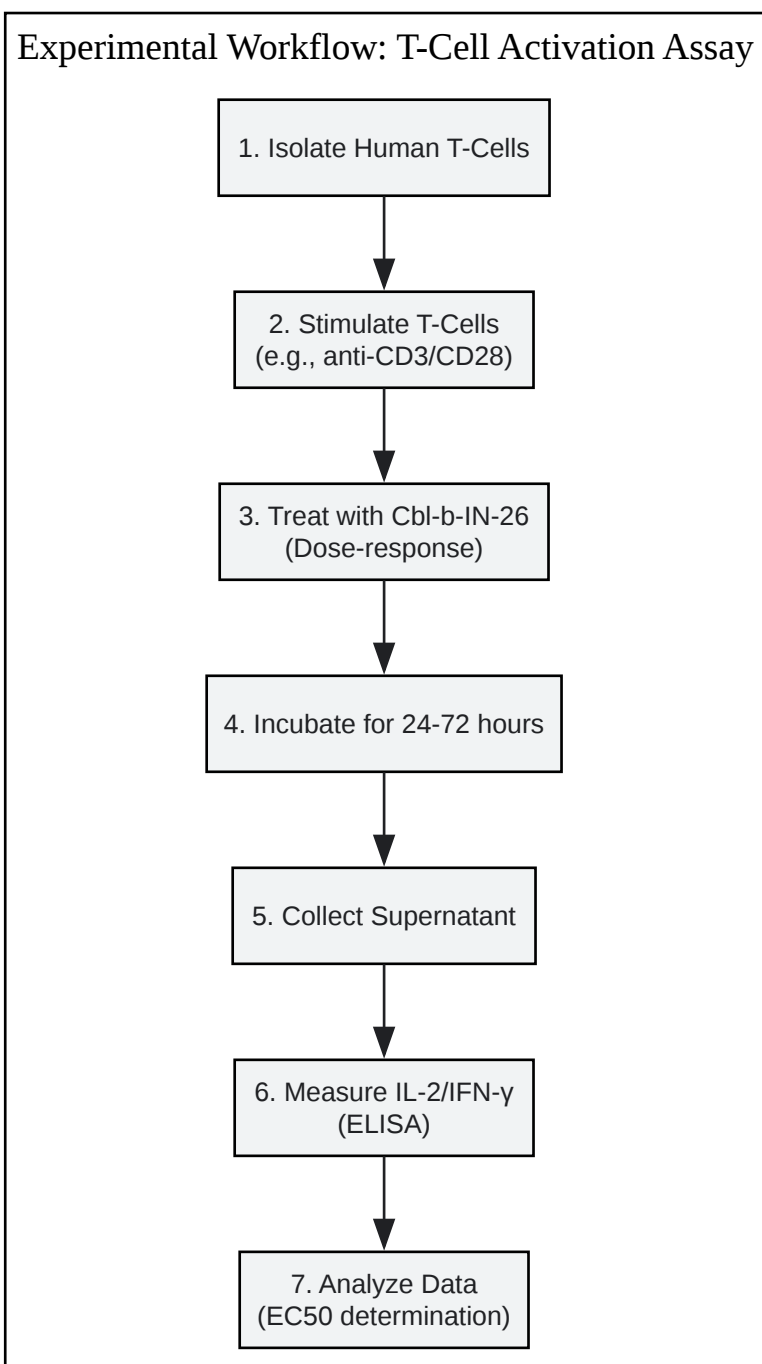 Experimental Workflow: T-Cell Activation Assay
1. Isolate Human T-Cells
2. Stimulate T-Cells
(e.g., anti-CD3/CD28)
3. Treat with Cbl-b-IN-26
(Dose-response)
4. Incubate for 24-72 hours
5. Collect Supernatant
6. Measure IL-2/IFN-γ
(ELISA)
7. Analyze Data
(EC50 determination)